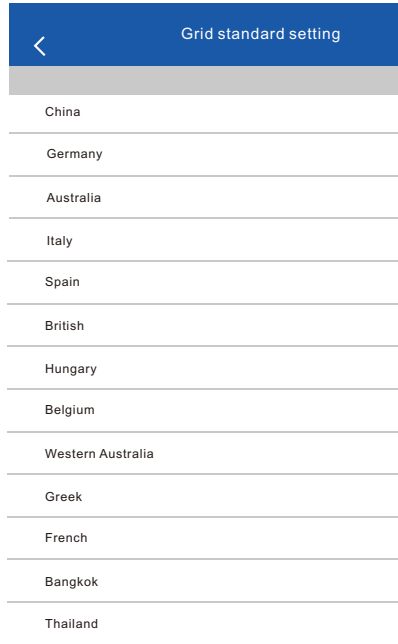 Grid standard setting
China
Germany
Australia
Italy
Spain
British
Hungary
Belgium
Western Australia
Greek
French
Bangkok
Thailand